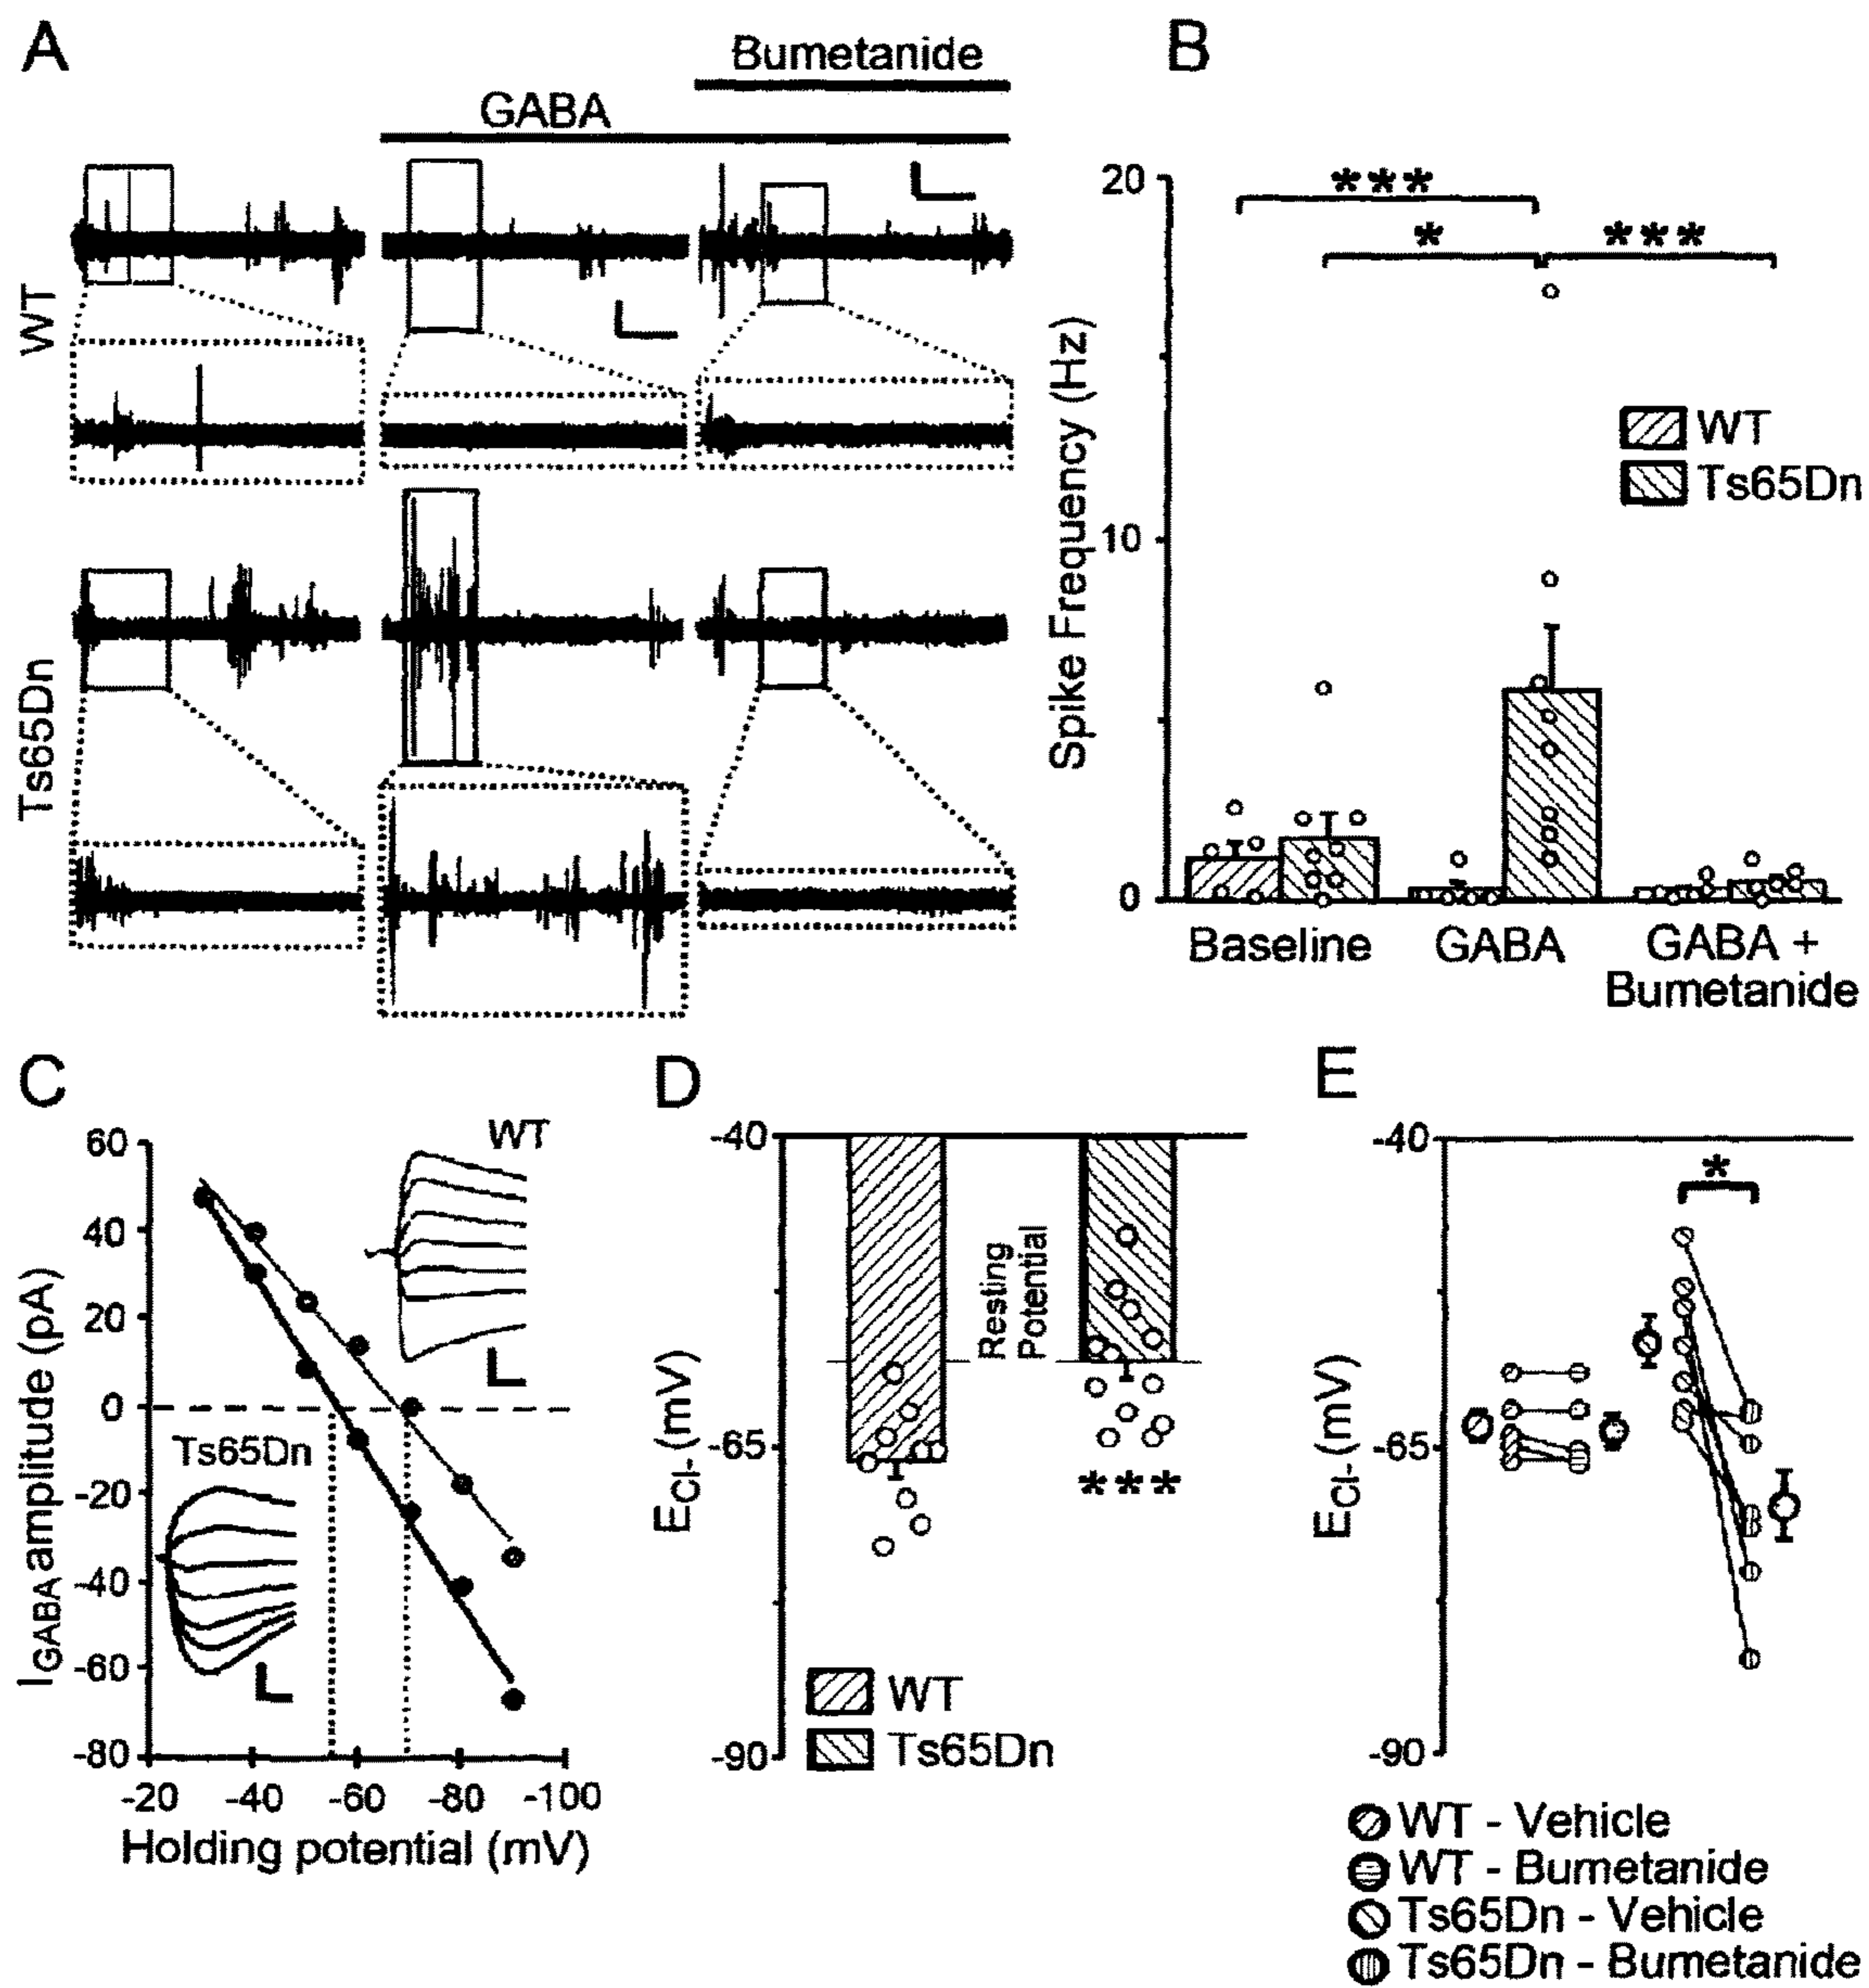 A
Bumetanide
GABA
WT
Ts65Dn
B
Spike Frequency (Hz)
20
10
0
***
*
***
WT
Ts65Dn
Baseline
GABA
GABA +
Bumetanide
C
IGABA amplitude (pA)
60
40
20
0
-20
-40
-60
-80
WT
Ts65Dn
-20
-40
-60
-80
-100
Holding potential (mV)
D
ECl- (mV)
-40
-65
-90
Resting
Potential
***
WT
Ts65Dn
E
ECl- (mV)
-40
-65
-90
*
WT - Vehicle
WT - Bumetanide
Ts65Dn - Vehicle
Ts65Dn - Bumetanide